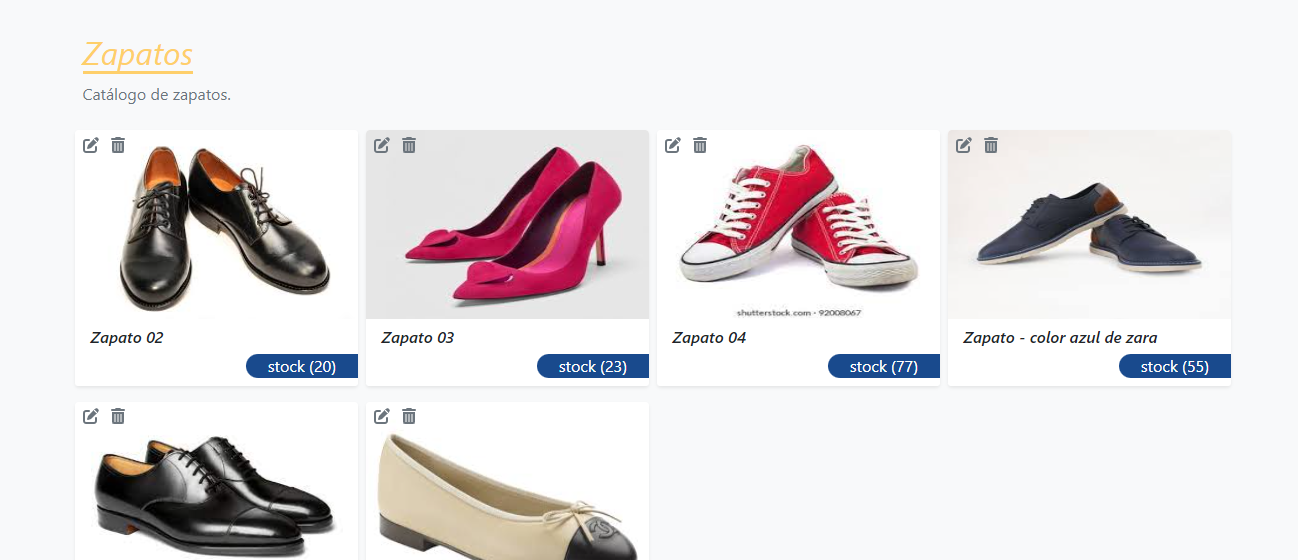 Zapatos
Catálogo de zapatos.
shutterstock.com • 92008067
Zapato 02
Zapato 03
Zapato 04
Zapato - color azul de zara
stock (20)
stock (23)
stock (77)
stock (55)